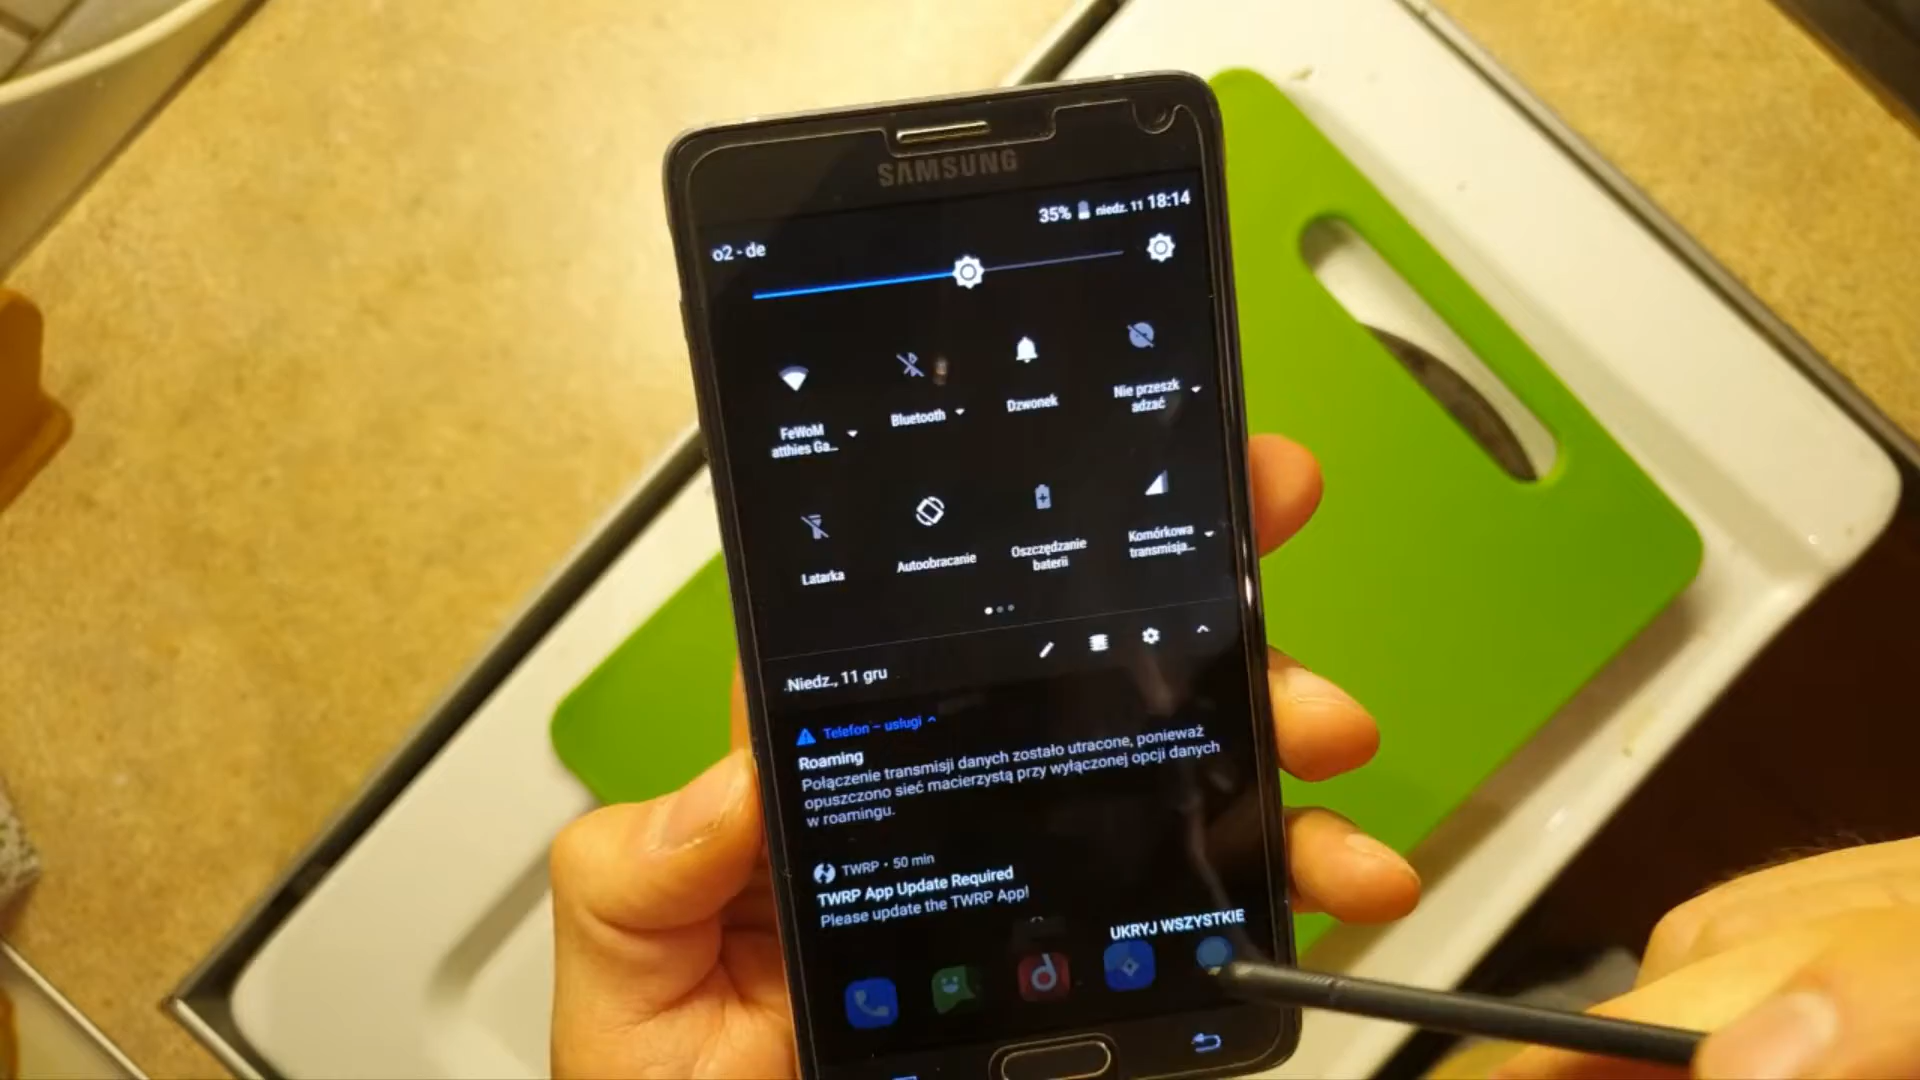 SAMSUNG
35% niedz. 11 18:14
o2 - de
FeWoM
atthies Ga...
Bluetooth
Dzwonek
Nie przeszk
adzać
Latarka
Autoobracanie
Oszczędzanie
baterii
Komórkowa
transmisja...
Niedz., 11 gru
Telefon – usługi
Roaming
Połączenie transmisji danych zostało utracone, ponieważ
opuszczono sieć macierzystą przy wyłączonej opcji danych
w roamingu.
TWRP • 50 min
TWRP App Update Required
Please update the TWRP App!
UKRYJ WSZYSTKIE